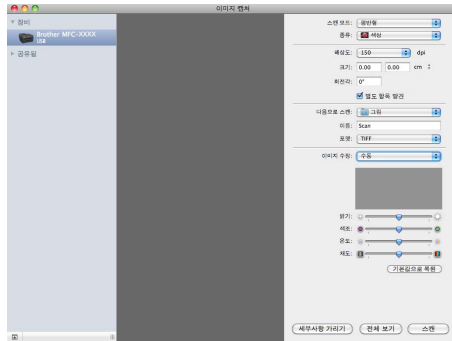 이미지 캡처
▼ 장비
Brother MFC-XXXX
USB
▶ 공유됨
스캔 모드: 평판형
종류: 색상
해상도: 150 dpi
크기: 0.00 0.00 cm
회전각: 0°
별도 항목 발견
다음으로 스캔: 그림
이름: Scan
포맷: TIFF
이미지 수정: 수동
밝기:
색조:
온도:
채도:
기본값으로 복원
세부사항 가리기
전체 보기
스캔